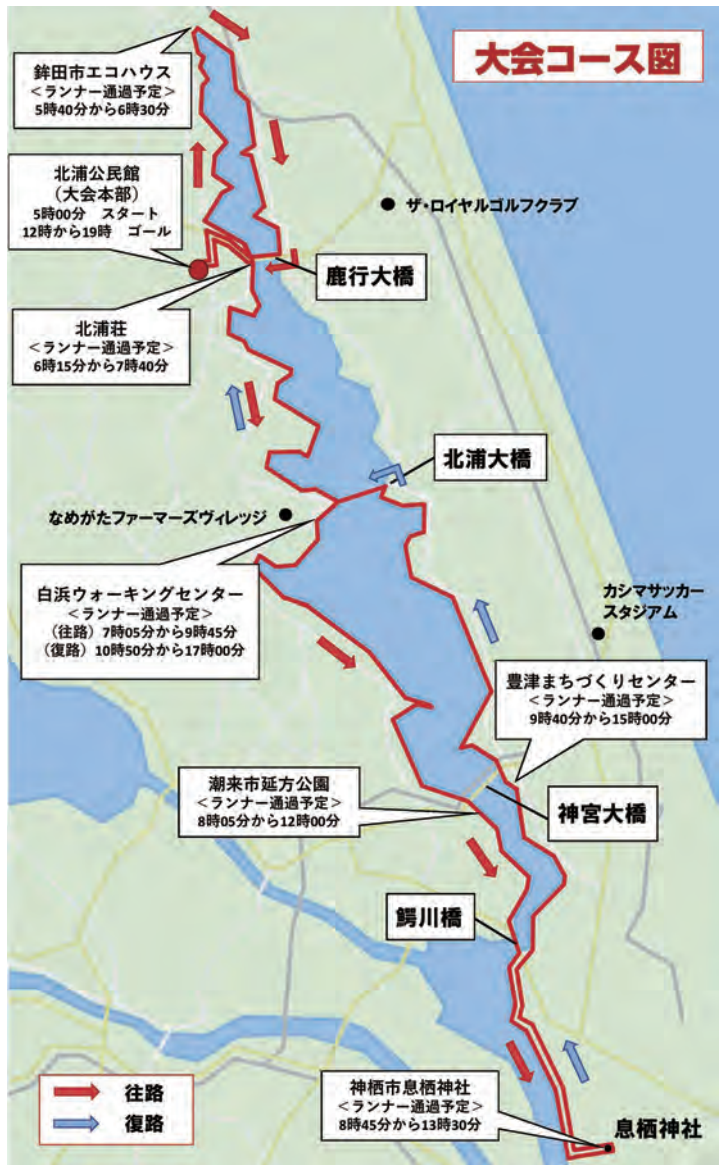 大会コース図
鉾田市エコハウス
<ランナー通過予定>
5時40分から6時30分
北浦公民館
(大会本部)
5時00分 スタート
12時から19時 ゴール
ザ・ロイヤルゴルフクラブ
鹿行大橋
北浦荘
<ランナー通過予定>
6時15分から7時40分
北浦大橋
なめがたファーマーズヴィレッジ
白浜ウォーキングセンター
<ランナー通過予定>
(往路) 7時05分から9時45分
(復路) 10時50分から17時00分
カシマサッカー
スタジアム
豊津まちづくりセンター
<ランナー通過予定>
9時40分から15時00分
潮来市延方公園
<ランナー通過予定>
8時05分から12時00分
神宮大橋
鰐川橋
神栖市息栖神社
<ランナー通過予定>
8時45分から13時30分
息栖神社
往路
復路